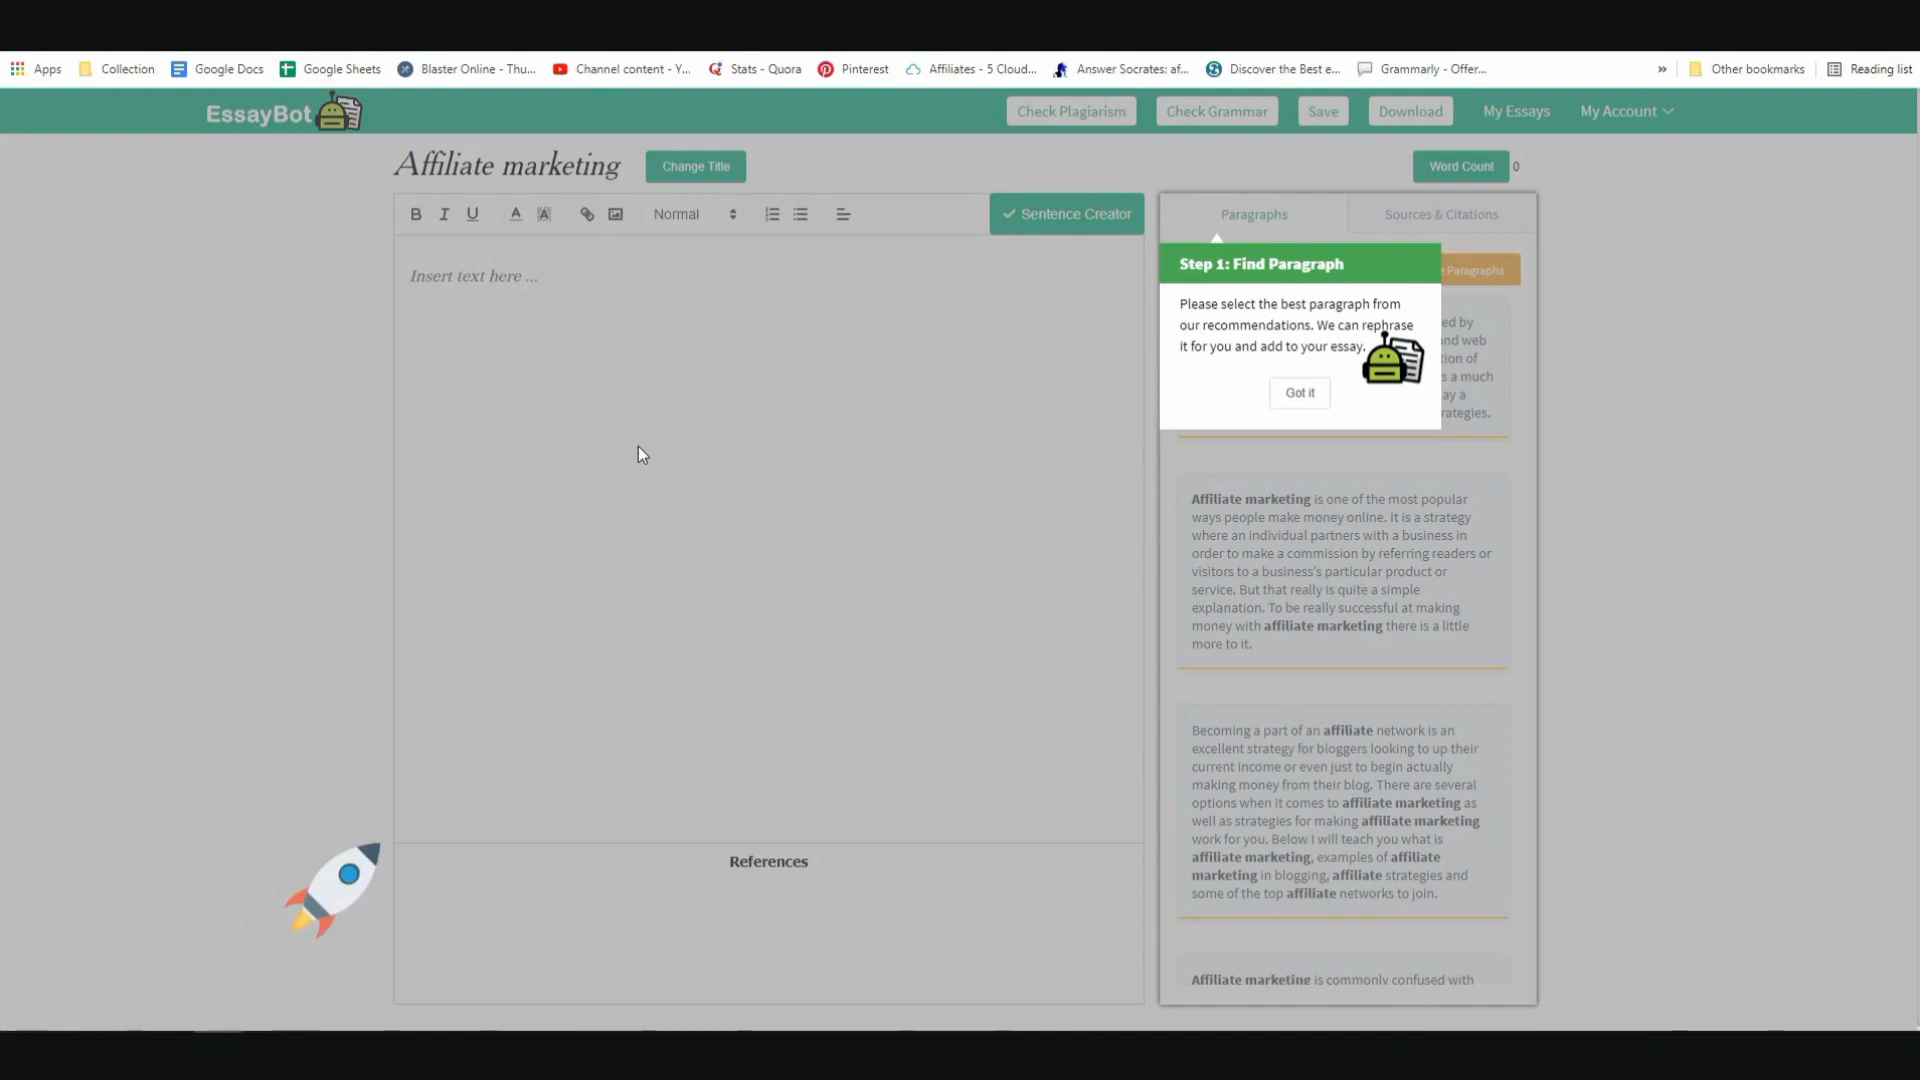 Apps Collection Google Docs Google Sheets Blaster Online - Thu... Channel content - Y... Stats - Quora Pinterest Affiliates - 5 Cloud... Answer Socrates: af... Discover the Best e... Grammarly - Offer... » Other bookmarks Reading list
EssayBot Check Plagiarism Check Grammar Save Download My Essays My Account
Affiliate marketing Change Title Word Count 0
B I U A A Normal Sentence Creator
Insert text here ...
References
Paragraphs Sources & Citations
Step 1: Find Paragraph
Paragraphs
Please select the best paragraph from
our recommendations. We can rephrase
it for you and add to your essay.
Got it
ed by
nd web
tion of
s a much
ay a
rategies.
Affiliate marketing is one of the most popular
ways people make money online. It is a strategy
where an individual partners with a business in
order to make a commission by referring readers or
visitors to a business's particular product or
service. But that really is quite a simple
explanation. To be really successful at making
money with affiliate marketing there is a little
more to it.
Becoming a part of an affiliate network is an
excellent strategy for bloggers looking to up their
current income or even just to begin actually
making money from their blog. There are several
options when it comes to affiliate marketing as
well as strategies for making affiliate marketing
work for you. Below I will teach you what is
affiliate marketing, examples of affiliate
marketing in blogging, affiliate strategies and
some of the top affiliate networks to join.
Affiliate marketing is commonly confused with